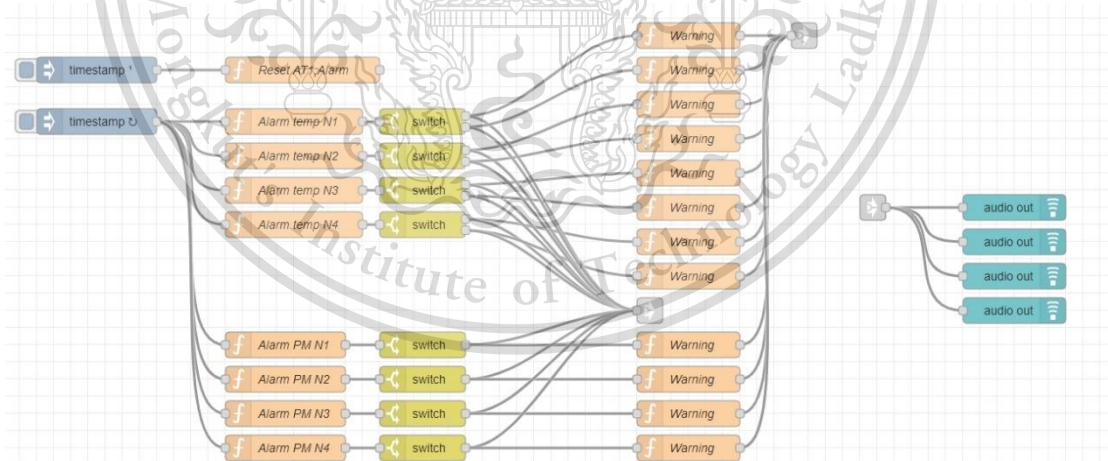 Warning
timestamp ¹
Reset AT1:Alarm
Warning
Warning
timestamp ↻
Alarm temp N1
switch
Warning
Alarm temp N2
switch
Warning
Alarm temp N3
switch
Warning
audio out
Alarm temp N4
switch
Warning
audio out
Warning
audio out
audio out
Alarm PM N1
switch
Warning
Alarm PM N2
switch
Warning
Alarm PM N3
switch
Warning
Alarm PM N4
switch
Warning
Mongkut's Institute of Technology Ladk